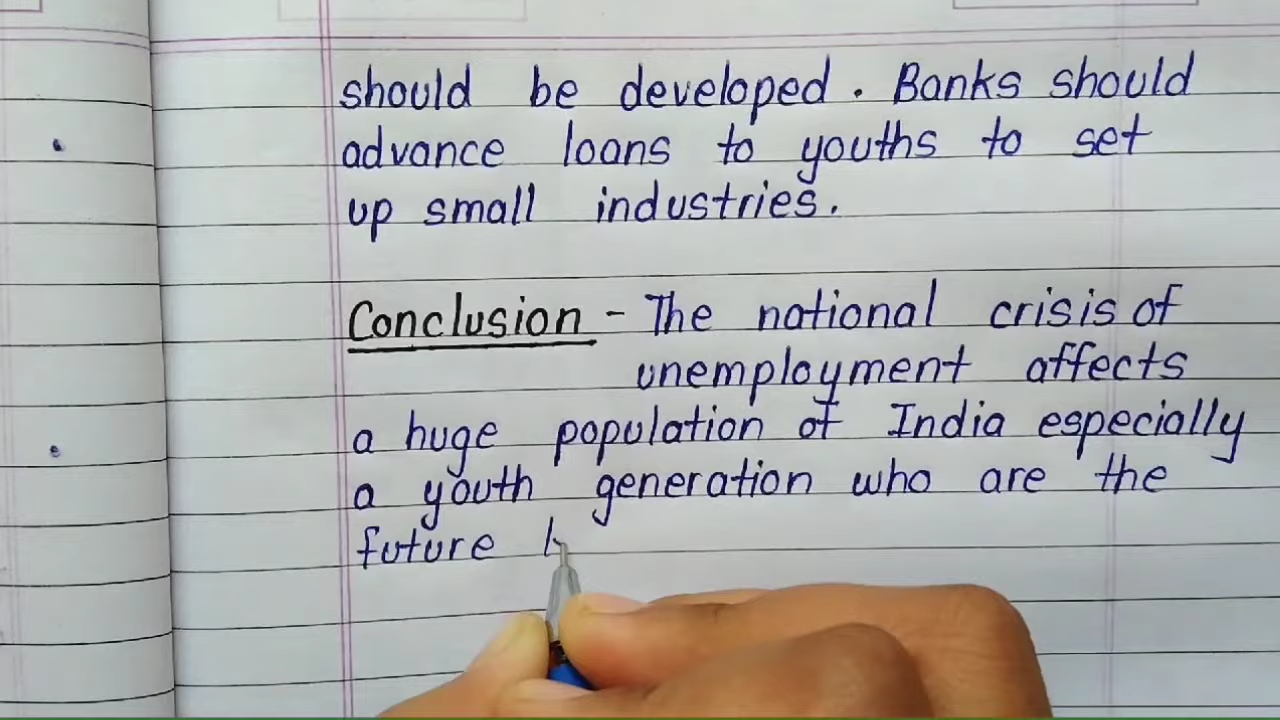 should be developed. Banks should
advance loans to youths to set
up small industries.
Conclusion - The national crisis of
unemployment affects
a huge population of India especially
a youth generation who are the
future